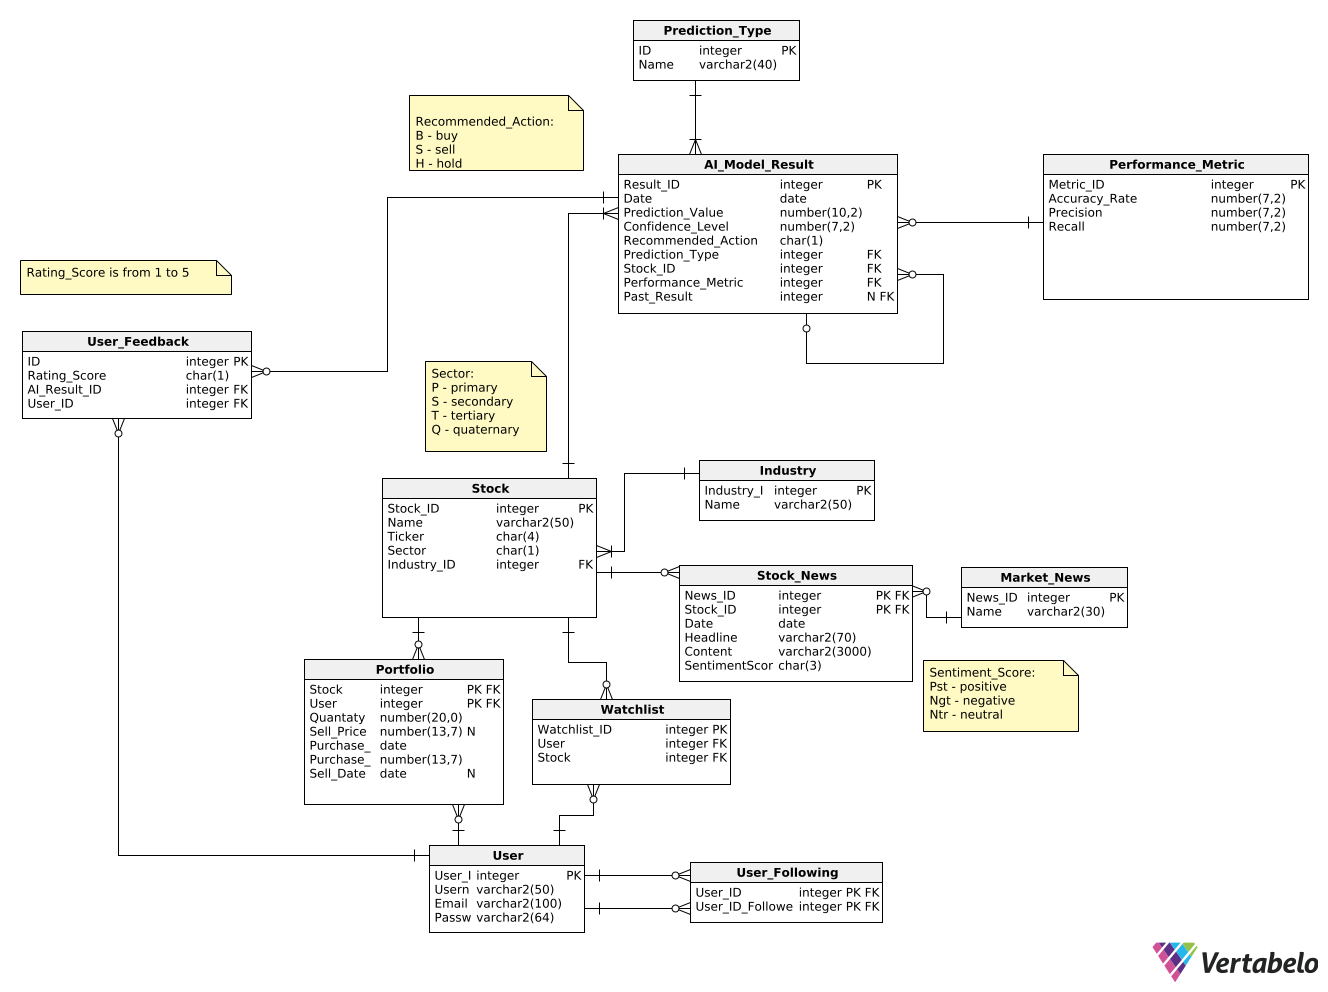 Prediction_Type
ID integer PK
Name varchar2(40)
Recommended_Action:
B - buy
S - sell
H - hold
AI_Model_Result
Result_ID integer PK
Date date
Prediction_Value number(10,2)
Confidence_Level number(7,2)
Recommended_Action char(1)
Prediction_Type integer FK
Stock_ID integer FK
Performance_Metric integer FK
Past_Result integer N FK
Performance_Metric
Metric_ID integer PK
Accuracy_Rate number(7,2)
Precision number(7,2)
Recall number(7,2)
Rating_Score is from 1 to 5
User_Feedback
ID integer PK
Rating_Score char(1)
AI_Result_ID integer FK
User_ID integer FK
Sector:
P - primary
S - secondary
T - tertiary
Q - quaternary
Stock
Stock_ID integer PK
Name varchar2(50)
Ticker char(4)
Sector char(1)
Industry_ID integer FK
Industry
Industry_I integer PK
Name varchar2(50)
Stock_News
News_ID integer PK FK
Stock_ID integer PK FK
Date date
Headline varchar2(70)
Content varchar2(3000)
SentimentScor char(3)
Market_News
News_ID integer PK
Name varchar2(30)
Sentiment_Score:
Pst - positive
Ngt - negative
Ntr - neutral
Portfolio
Stock integer PK FK
User integer PK FK
Quantaty number(20,0)
Sell_Price number(13,7) N
Purchase_ date
Purchase_ number(13,7)
Sell_Date date N
Watchlist
Watchlist_ID integer PK
User integer FK
Stock integer FK
User
User_I integer PK
Usern varchar2(50)
Email varchar2(100)
Passw varchar2(64)
User_Following
User_ID integer PK FK
User_ID_Followe integer PK FK
Vertabelo